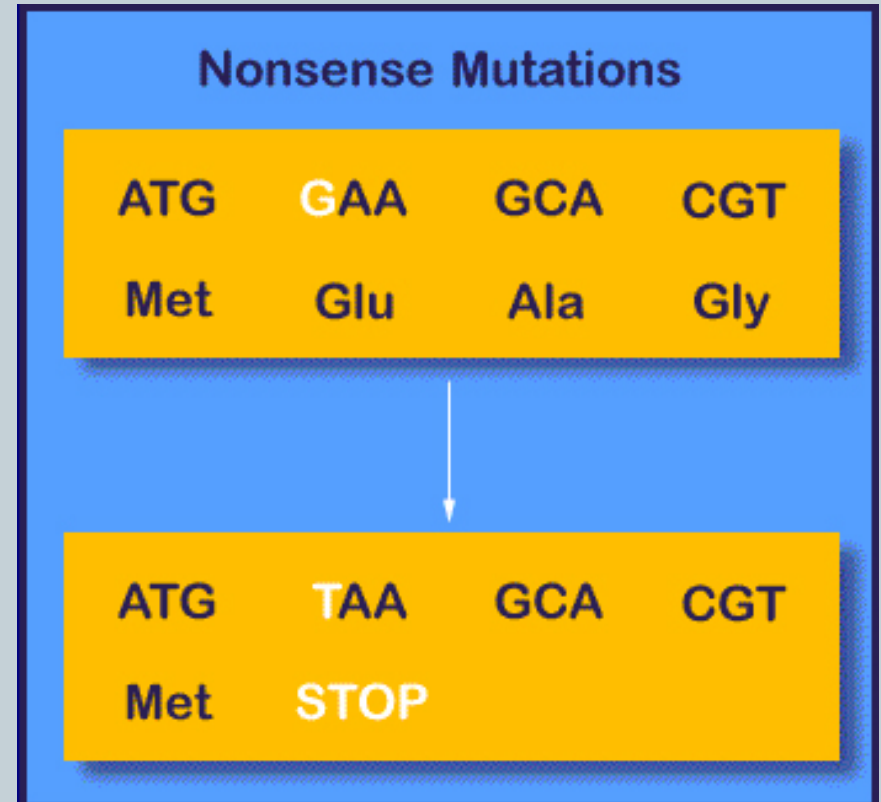 Nonsense Mutations
ATG GAA GCA CGT
Met Glu Ala Gly
ATG TAA GCA CGT
Met STOP